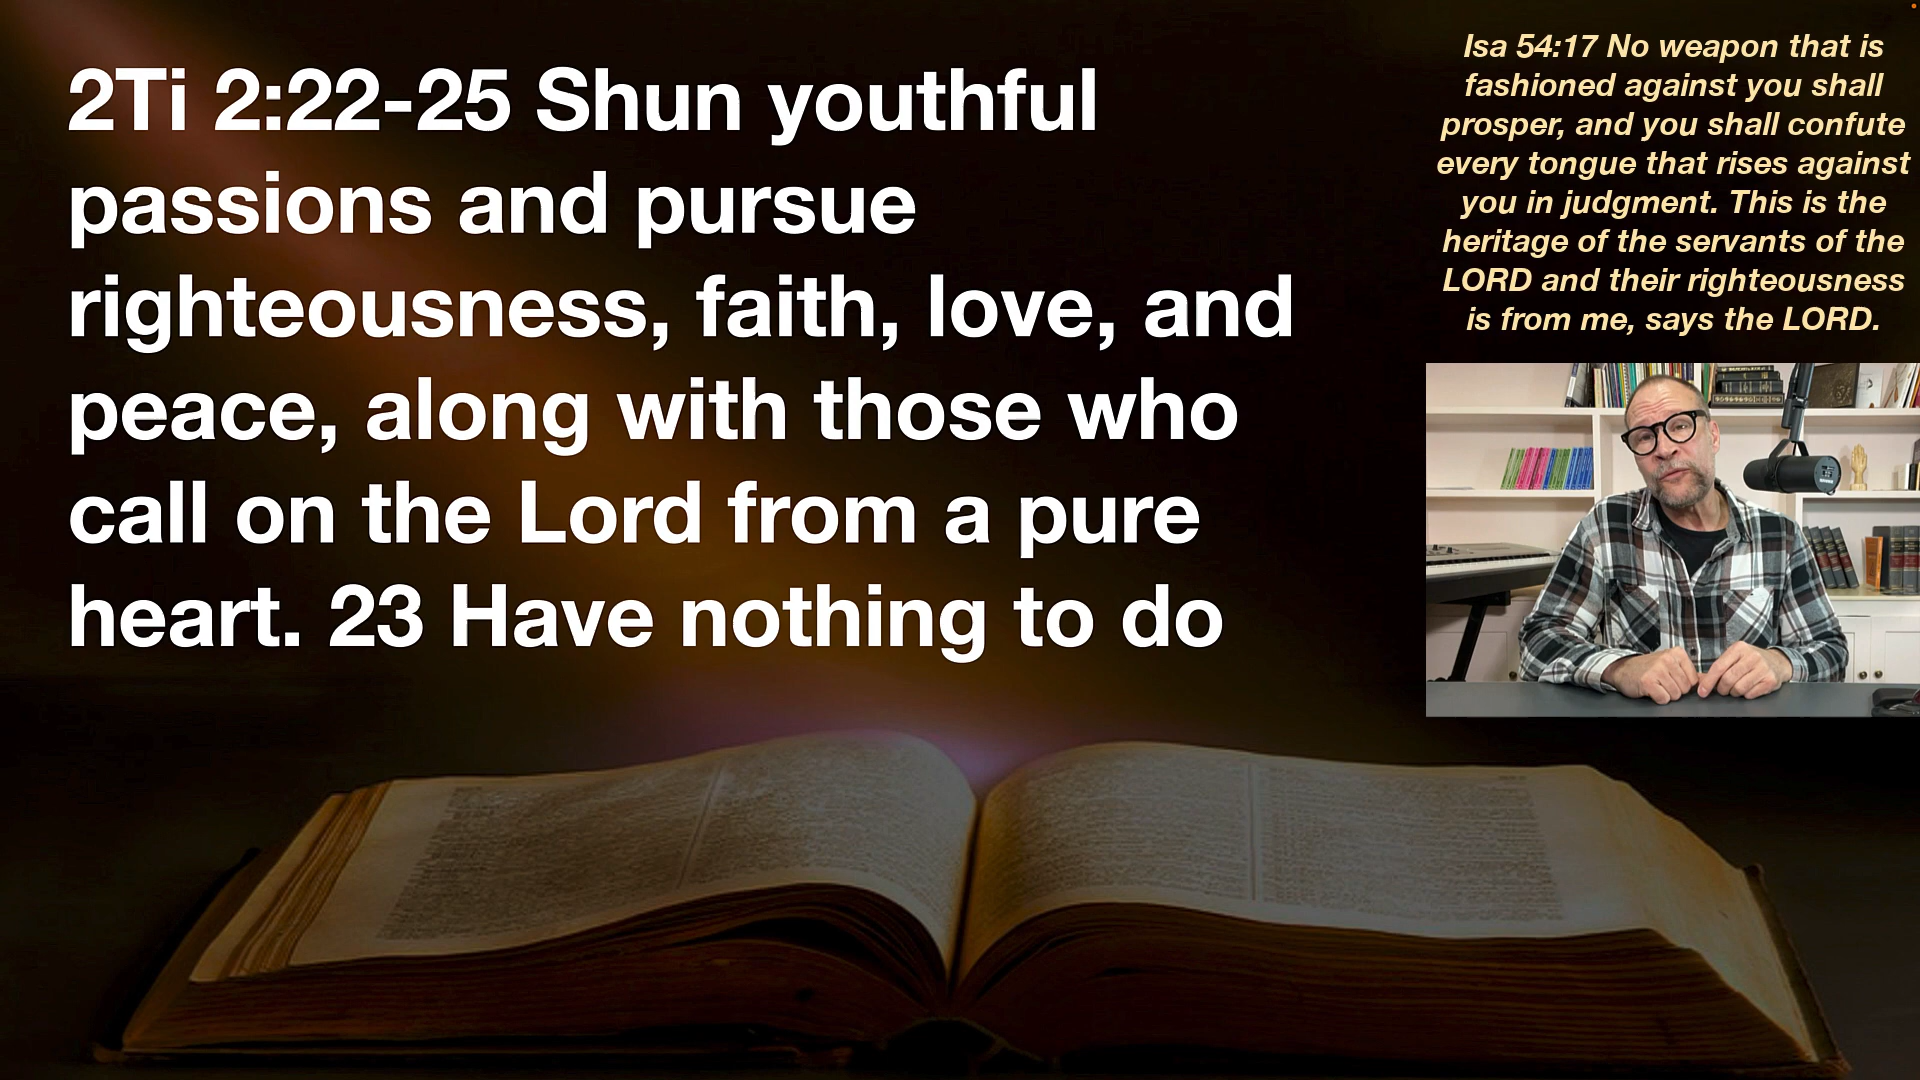 2Ti 2:22-25 Shun youthful
passions and pursue
righteousness, faith, love, and
peace, along with those who
call on the Lord from a pure
heart. 23 Have nothing to do
Isa 54:17 No weapon that is
fashioned against you shall
prosper, and you shall confute
every tongue that rises against
you in judgment. This is the
heritage of the servants of the
LORD and their righteousness
is from me, says the LORD.